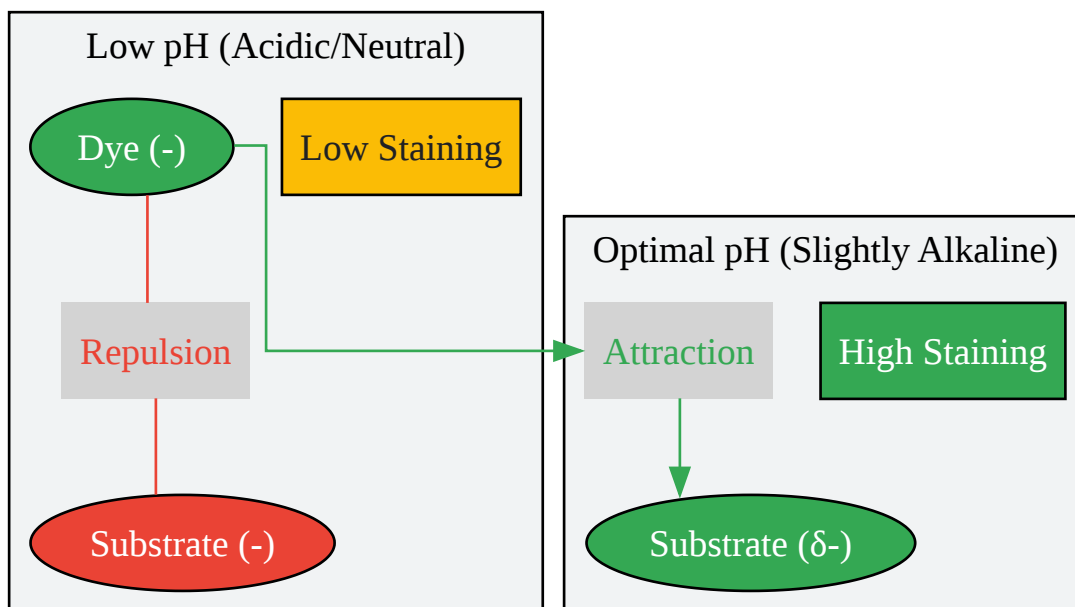 Low pH (Acidic/Neutral)
Dye (-)
Low Staining
Repulsion
Substrate (-)
Optimal pH (Slightly Alkaline)
Attraction
High Staining
Substrate (δ-)